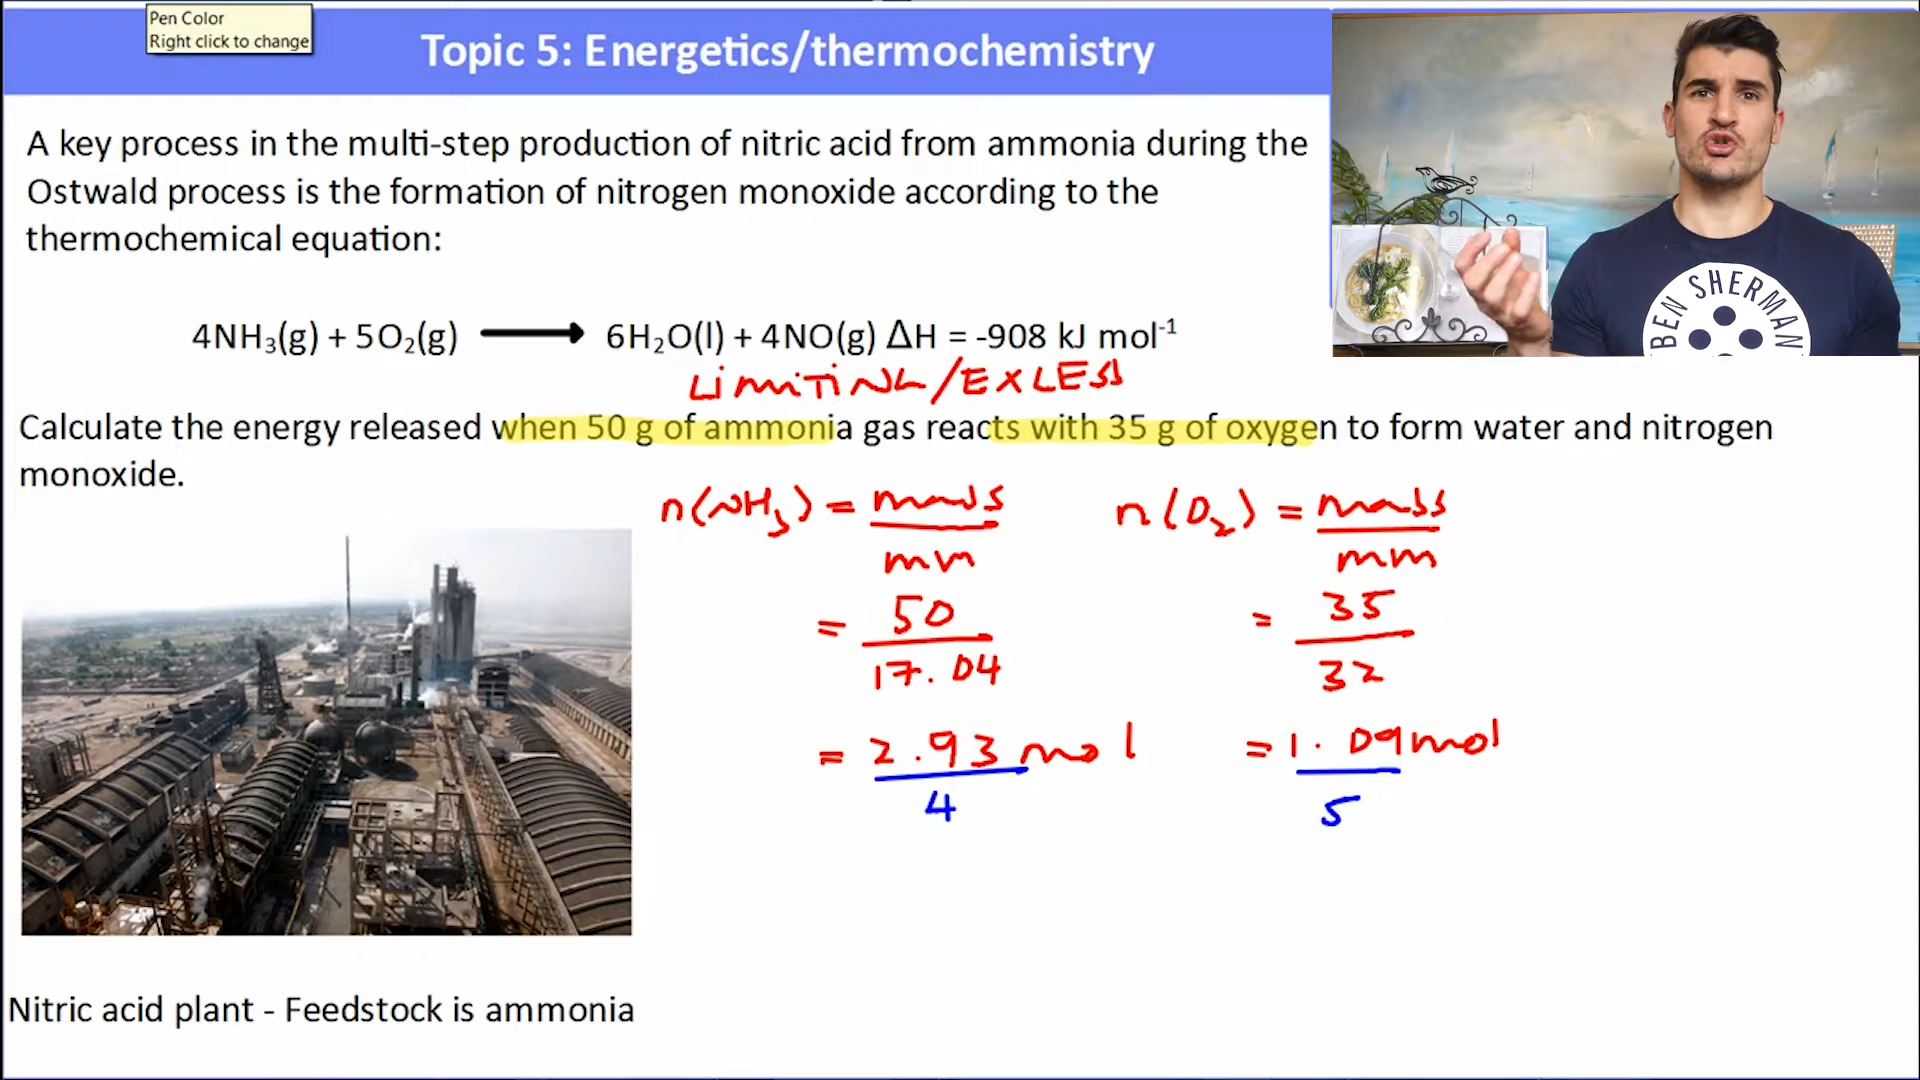 Pen Color
Right click to change
Topic 5: Energetics/thermochemistry
A key process in the multi-step production of nitric acid from ammonia during the
Ostwald process is the formation of nitrogen monoxide according to the
thermochemical equation:
4NH₃(g) + 5O₂(g) ⟶ 6H₂O(l) + 4NO(g) ΔH = -908 kJ mol⁻¹
LiMiTiNG/EXCESS
Calculate the energy released when 50 g of ammonia gas reacts with 35 g of oxygen to form water and nitrogen
monoxide.
n(NH₃) = mass
mm
= 50
17.04
= 2.93 mol
4
n(O₂) = mass
mm
= 35
32
= 1.09 mol
5
Nitric acid plant - Feedstock is ammonia
BEN SHERMAN